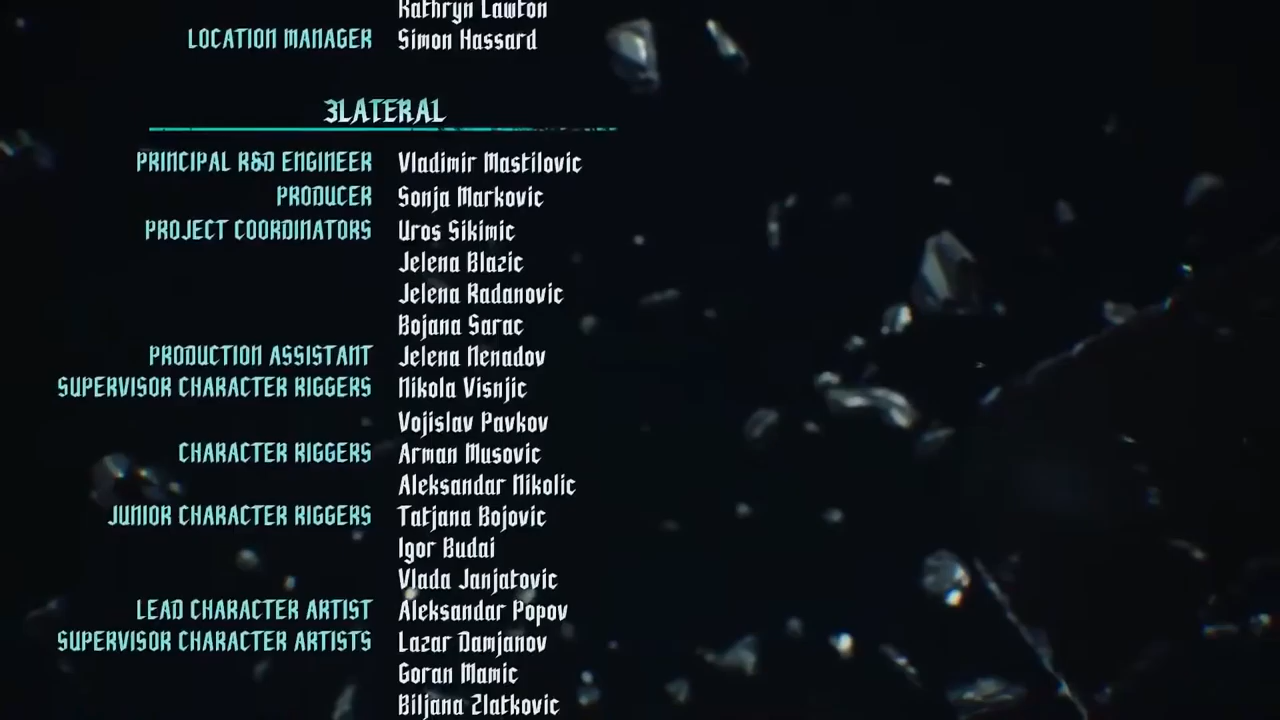 Kathryn Lawton
LOCATION MANAGER Simon Hassard
3LATERAL
PRINCIPAL R&D ENGINEER Vladimir Mastilovic
PRODUCER Sonja Markovic
PROJECT COORDINATORS Uros Sikimic
Jelena Blazic
Jelena Radanovic
Bojana Sarac
PRODUCTION ASSISTANT Jelena Nenadov
SUPERVISOR CHARACTER RIGGERS Nikola Visnjic
Vojislav Pavkov
CHARACTER RIGGERS Arman Musovic
Aleksandar Nikolic
JUNIOR CHARACTER RIGGERS Tatjana Bojovic
Igor Budai
Vlada Janjatovic
LEAD CHARACTER ARTIST Aleksandar Popov
SUPERVISOR CHARACTER ARTISTS Lazar Damjanov
Goran Mamic
Biljana Zlatkovic